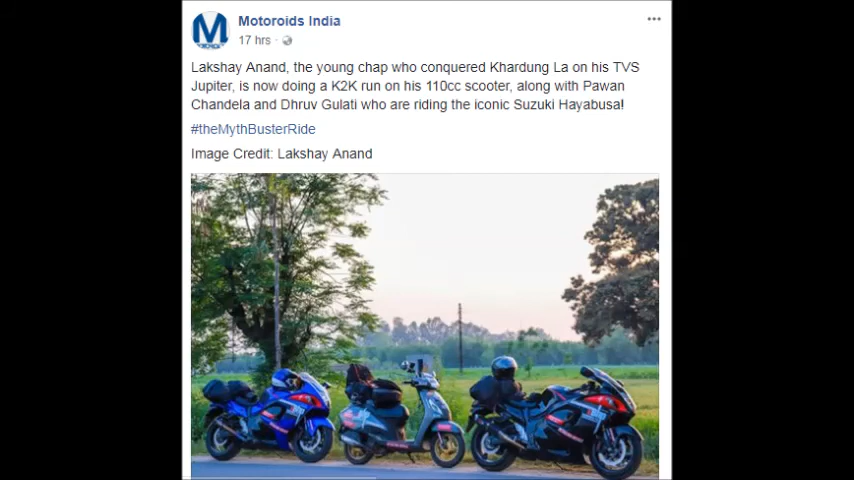 Motoroids India
17 hrs
Lakshay Anand, the young chap who conquered Khardung La on his TVS
Jupiter, is now doing a K2K run on his 110cc scooter, along with Pawan
Chandela and Dhruv Gulati who are riding the iconic Suzuki Hayabusa!
#theMythBusterRide
Image Credit: Lakshay Anand